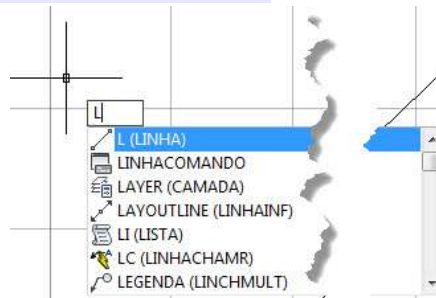 L
L (LINHA)
LINHACOMANDO
LAYER (CAMADA)
LAYOUTLINE (LINHAINF)
LI (LISTA)
LC (LINHACHAMR)
LEGENDA (LINCHMULT)